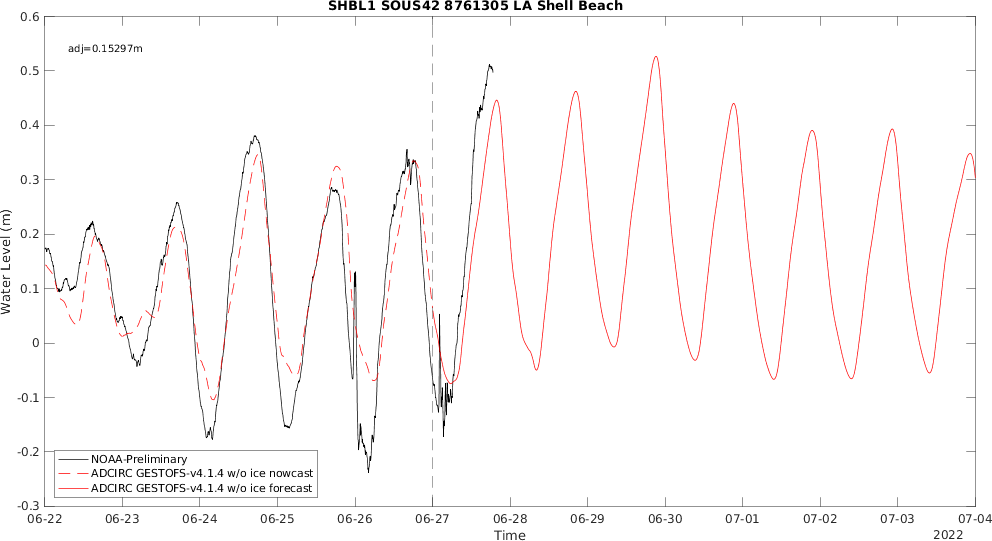 SHBL1 SOUS42 8761305 LA Shell Beach
adj=0.15297m
Water Level (m)
0.6
0.5
0.4
0.3
0.2
0.1
0
-0.1
-0.2
-0.3
NOAA-Preliminary
ADCIRC GESTOFS-v4.1.4 w/o ice nowcast
ADCIRC GESTOFS-v4.1.4 w/o ice forecast
06-22 06-23 06-24 06-25 06-26 06-27 06-28 06-29 06-30 07-01 07-02 07-03 07-04
Time
2022